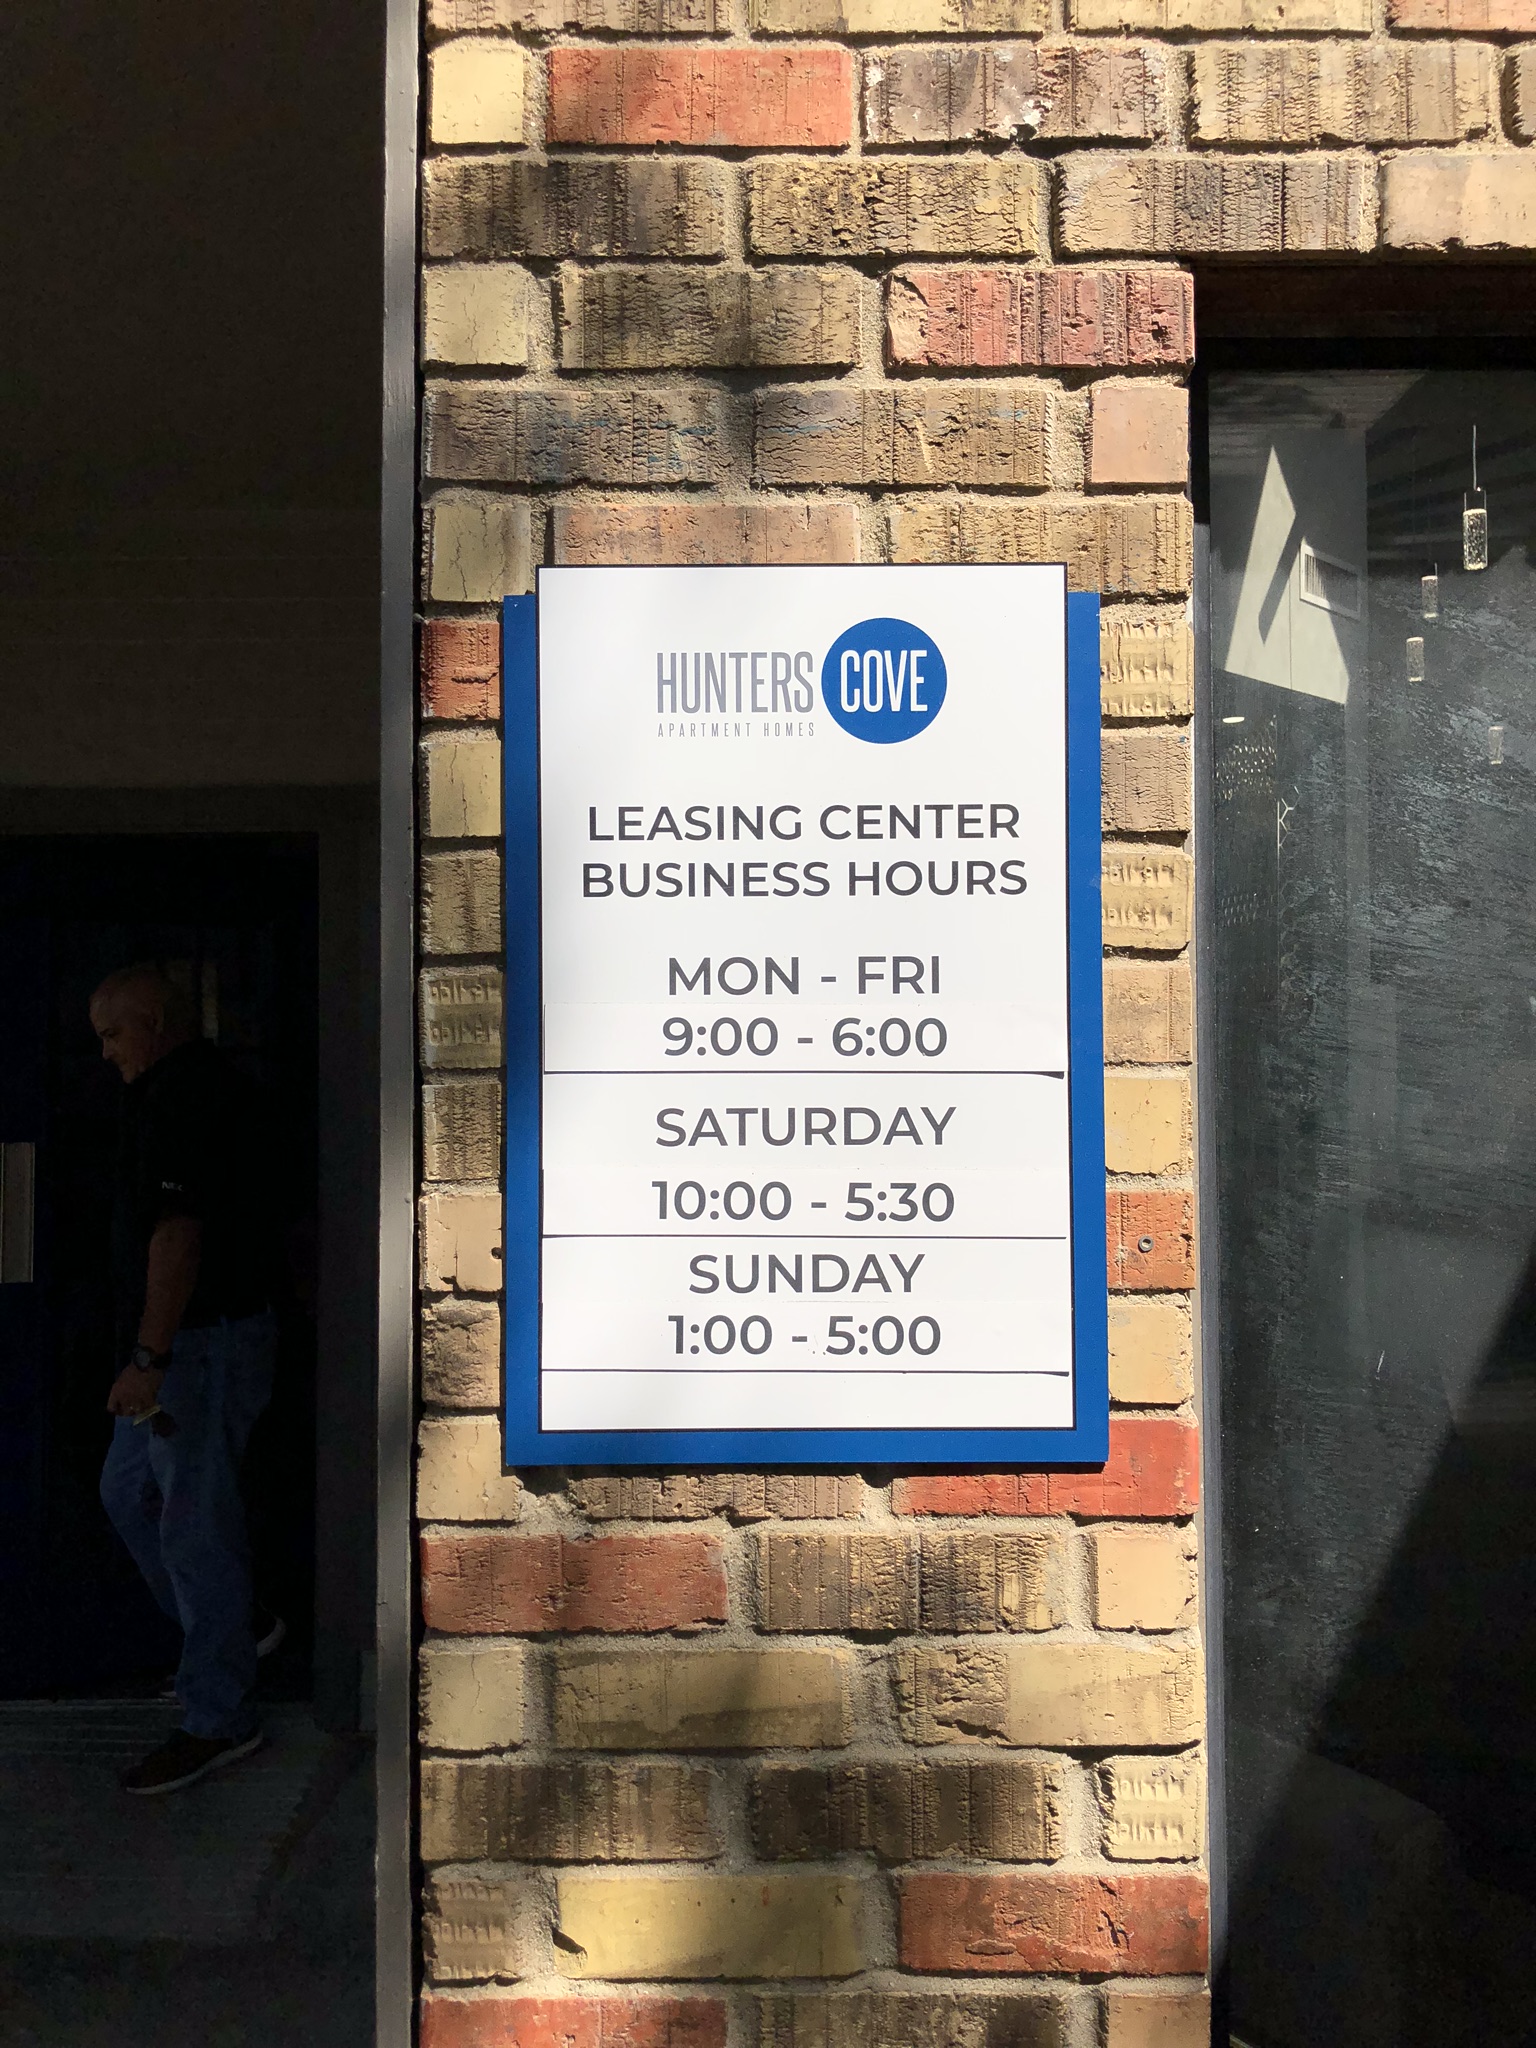 HUNTERS COVE
APARTMENT HOMES
LEASING CENTER
BUSINESS HOURS
MON - FRI
9:00 - 6:00
SATURDAY
10:00 - 5:30
SUNDAY
1:00 - 5:00